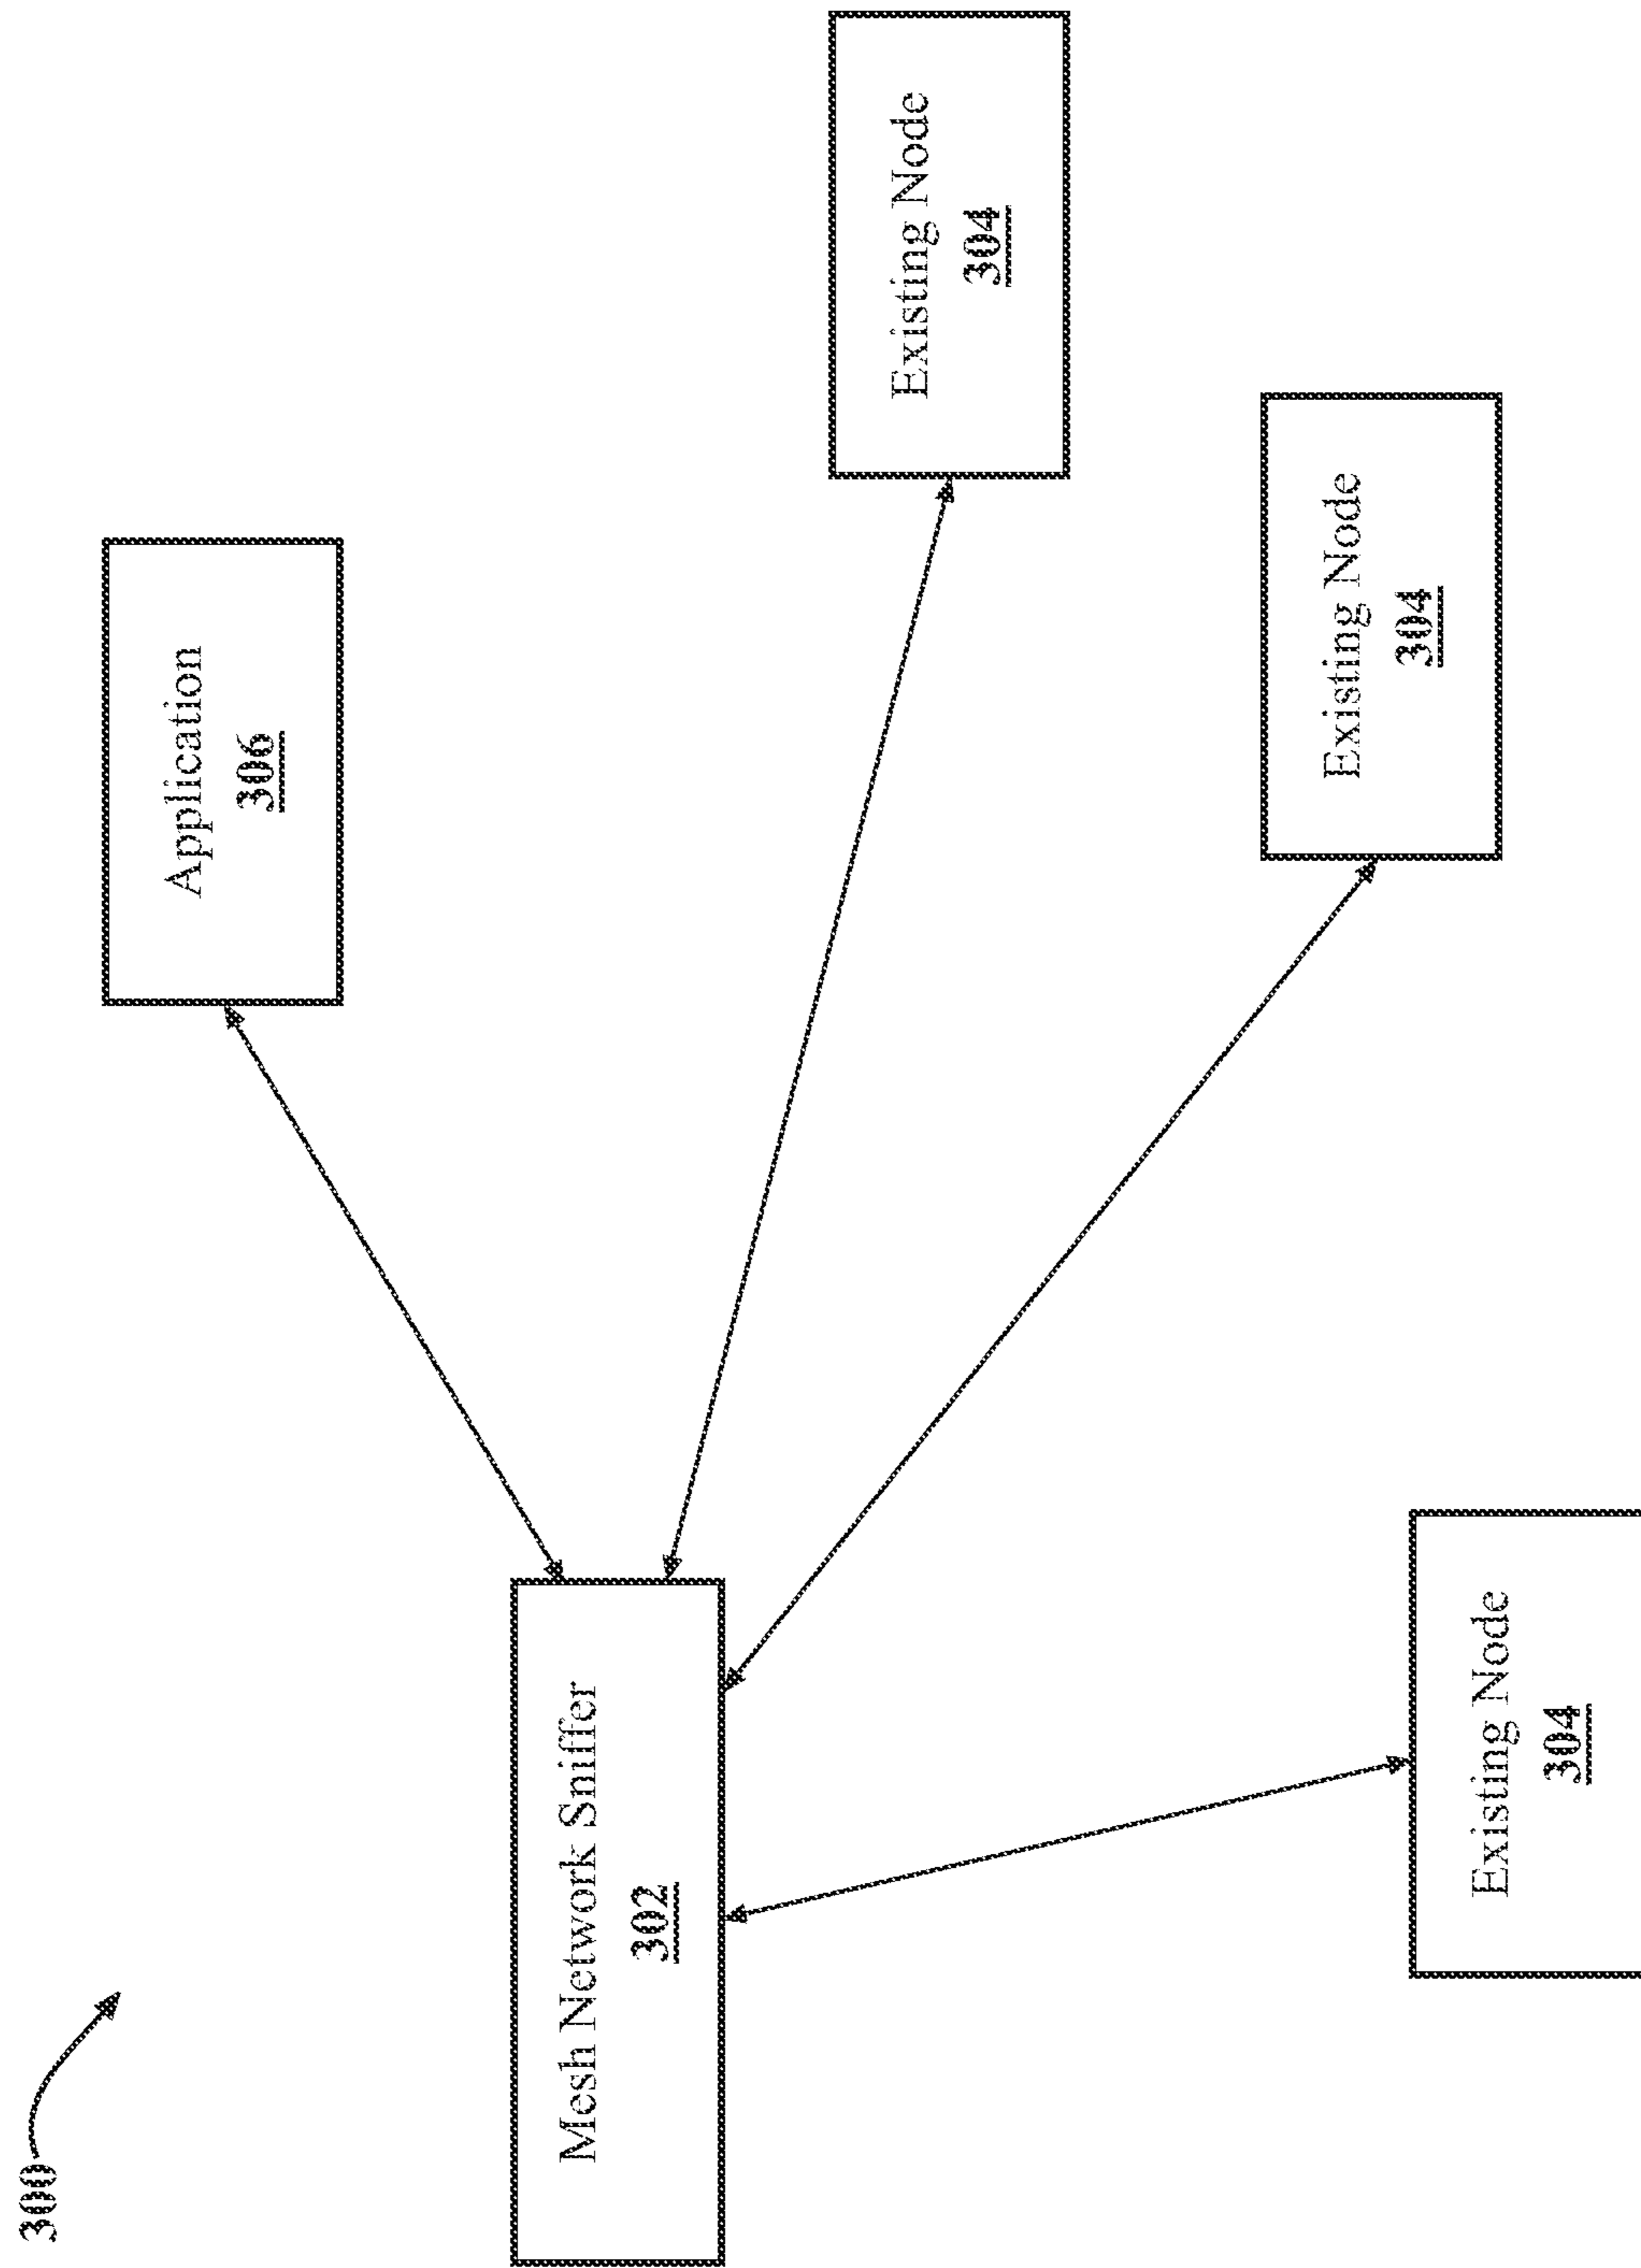 300
Mesh Network Sniffer
302
Application
306
Existing Node
304
Existing Node
304
Existing Node
304